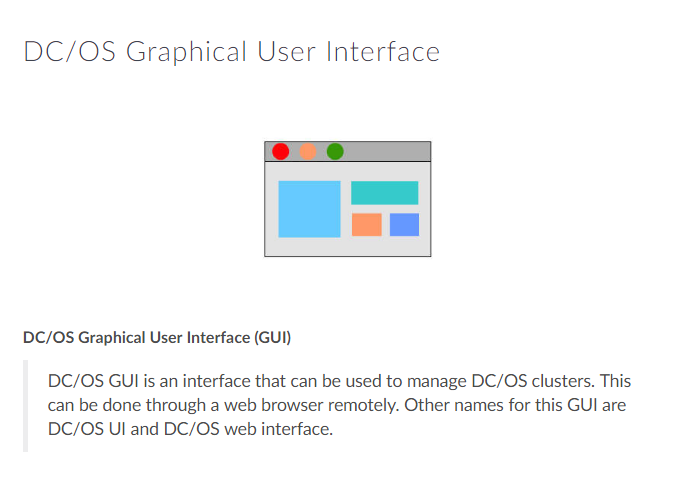 DC/OS Graphical User Interface
DC/OS Graphical User Interface (GUI)
DC/OS GUI is an interface that can be used to manage DC/OS clusters. This
can be done through a web browser remotely. Other names for this GUI are
DC/OS UI and DC/OS web interface.